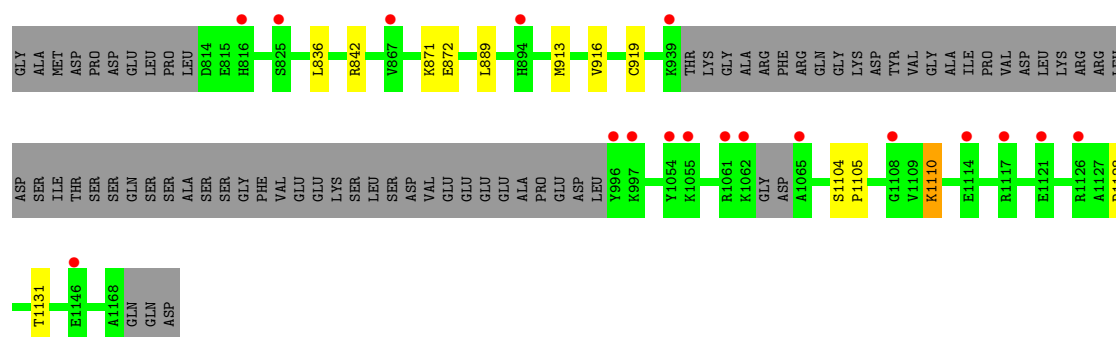 GLY ALA MET ASP PRO ASP GLU LEU PRO LEU D814 E815 H816 S825 L836 R842 V867 K871 E872 L889 H894 M913 V916 C919 K939 THR LYS GLY ALA ARG PHE ARG GLN GLY LYS ASP TYR VAL GLY ALA ILE PRO VAL ASP LEU LYS ARG ARG
ASP SER ILE THR SER SER GLN SER SER ALA SER SER GLY PHE VAL GLU GLU LYS SER LEU SER ASP VAL GLU GLU GLU GLU ALA PRO GLU ASP LEU Y996 K997 Y1054 K1055 R1061 K1062 GLY ASP A1065 S1104 P1105 G1108 V1109 K1110 E1114 R1117 E1121 R1126 A1127
T1131 E1146 A1168 GLN GLN ASP